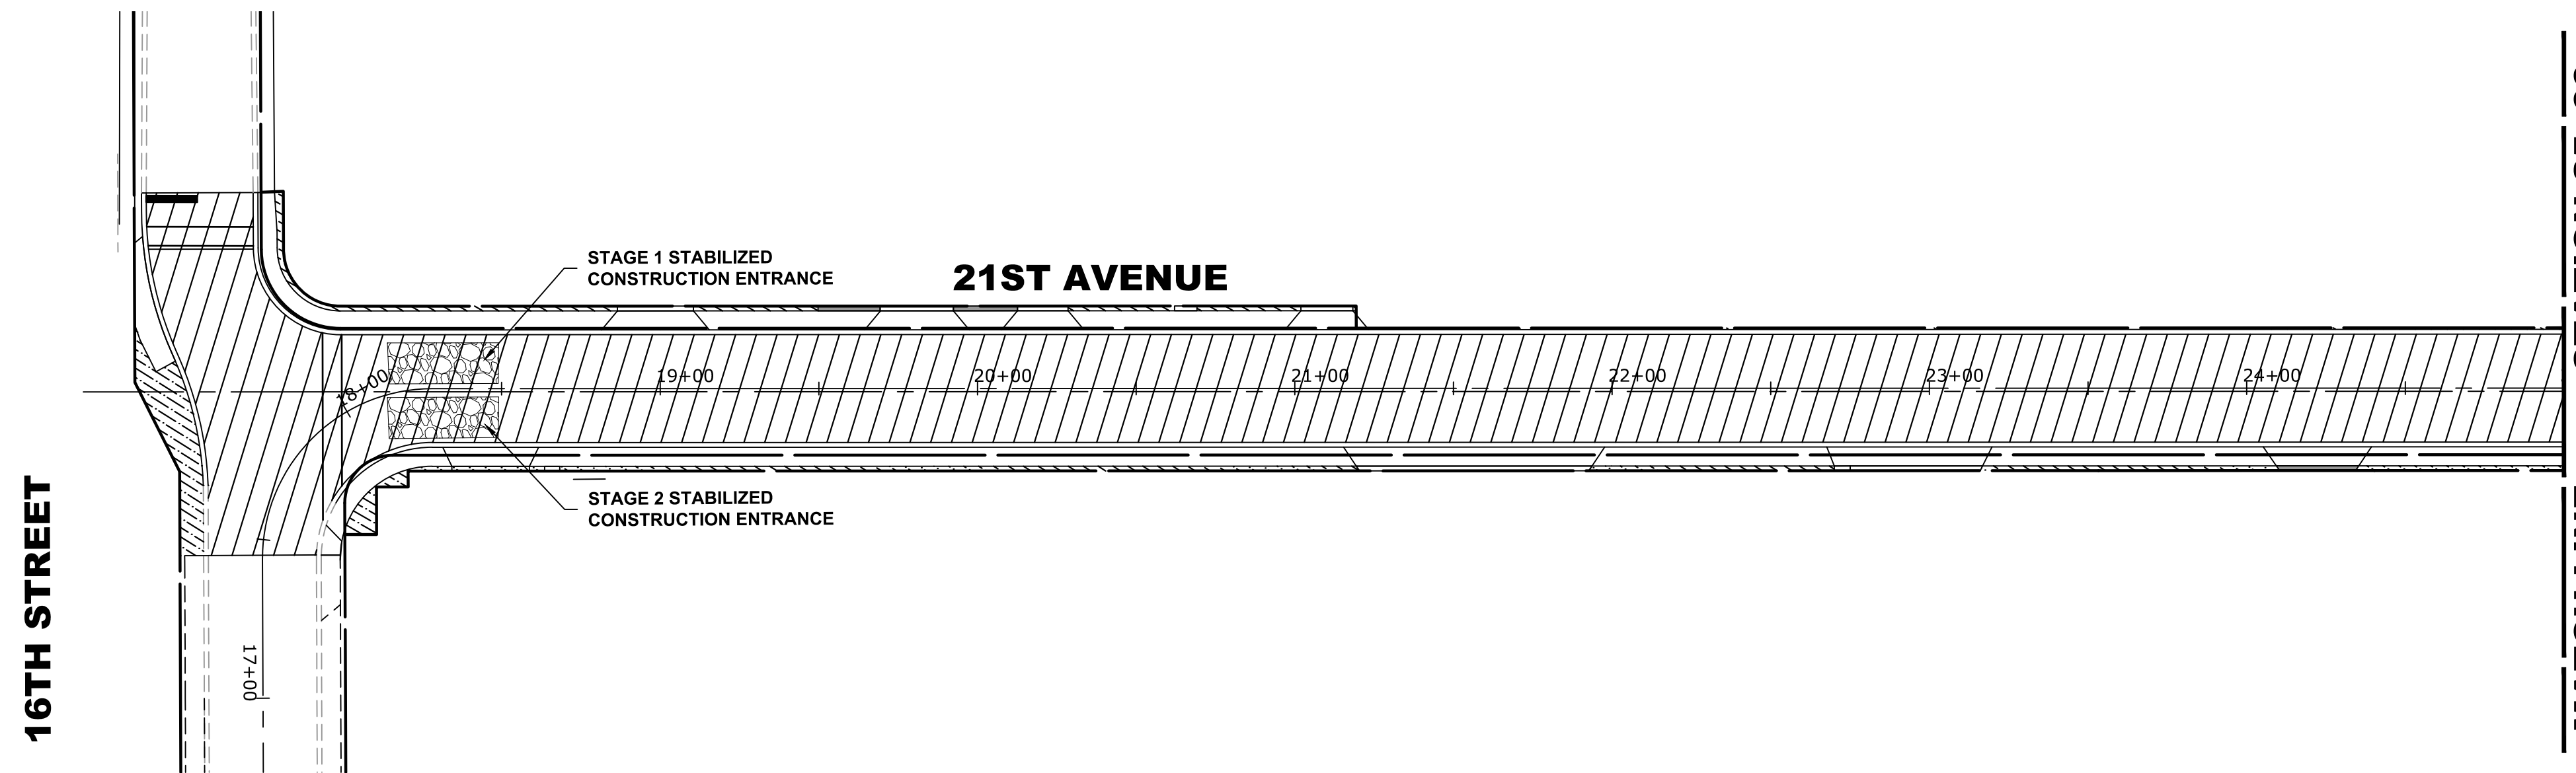 STAGE 1 STABILIZED
CONSTRUCTION ENTRANCE
21ST AVENUE
18+00
19+00
20+00
21+00
22+00
23+00
24+00
STAGE 2 STABILIZED
CONSTRUCTION ENTRANCE
16TH STREET
17+00